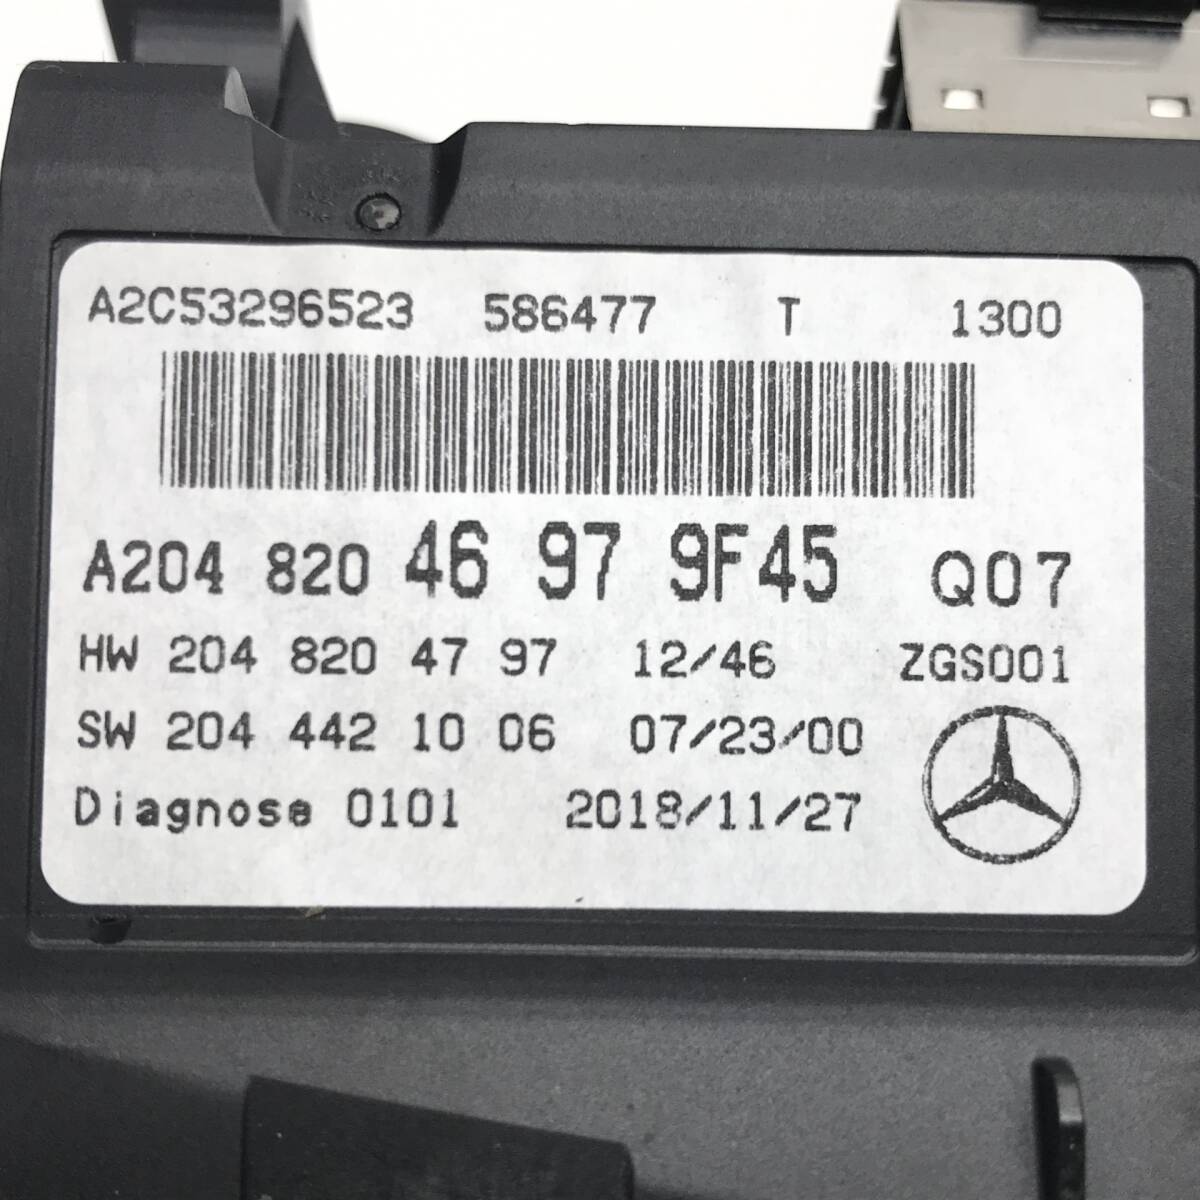 A2C53296523 586477 T 1300
A204 820 46 97 9F45 Q07
HW 204 820 47 97 12/46 ZGS001
SW 204 442 10 06 07/23/00
Diagnose 0101 2018/11/27